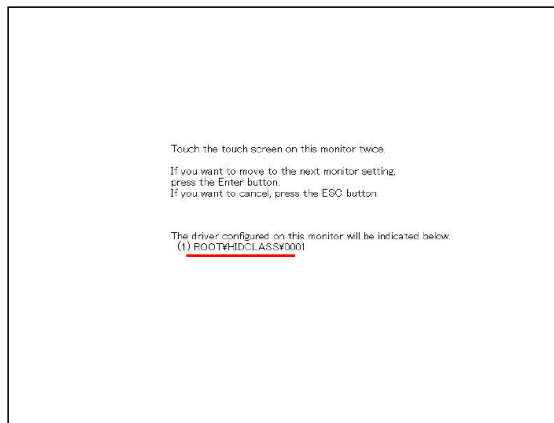 Touch the touch screen on this monitor twice.
If you want to move to the next monitor setting,
press the Enter button.
If you want to cancel, press the ESC button.
The driver configured on this monitor will be indicated below.
(1) ROOT¥HIDCLASS¥0001